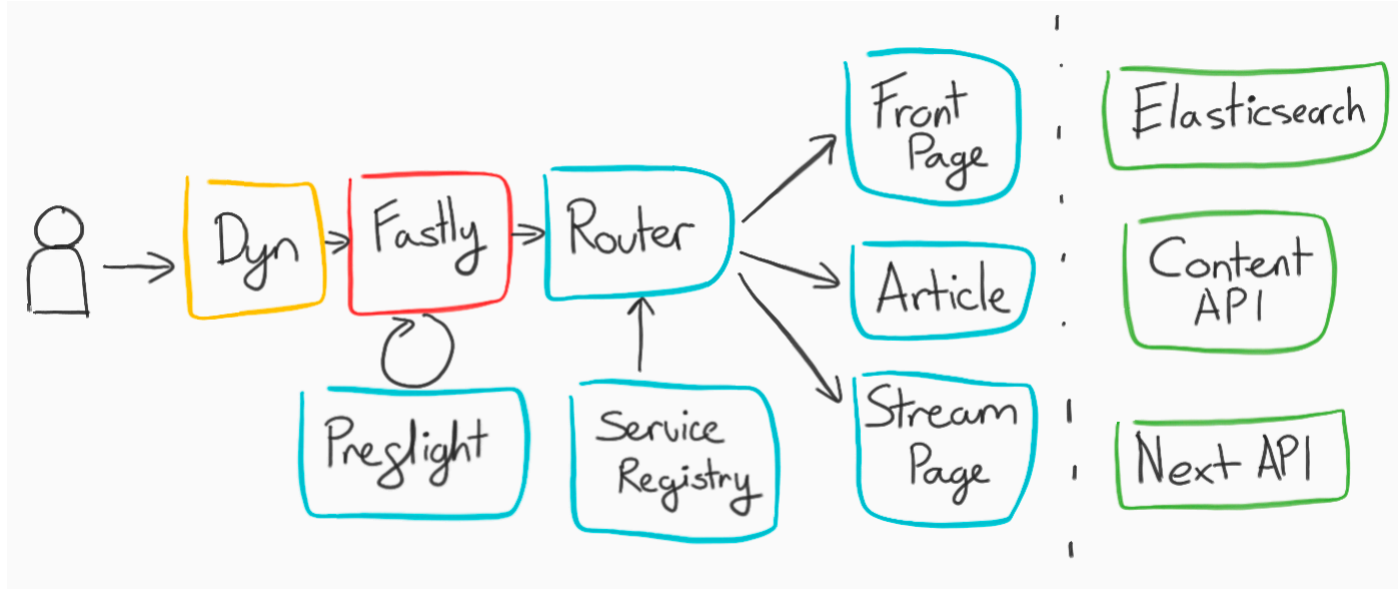 Dyn
Fastly
Router
Preflight
Service
Registry
Front
Page
Article
Stream
Page
Elasticsearch
Content
API
Next API